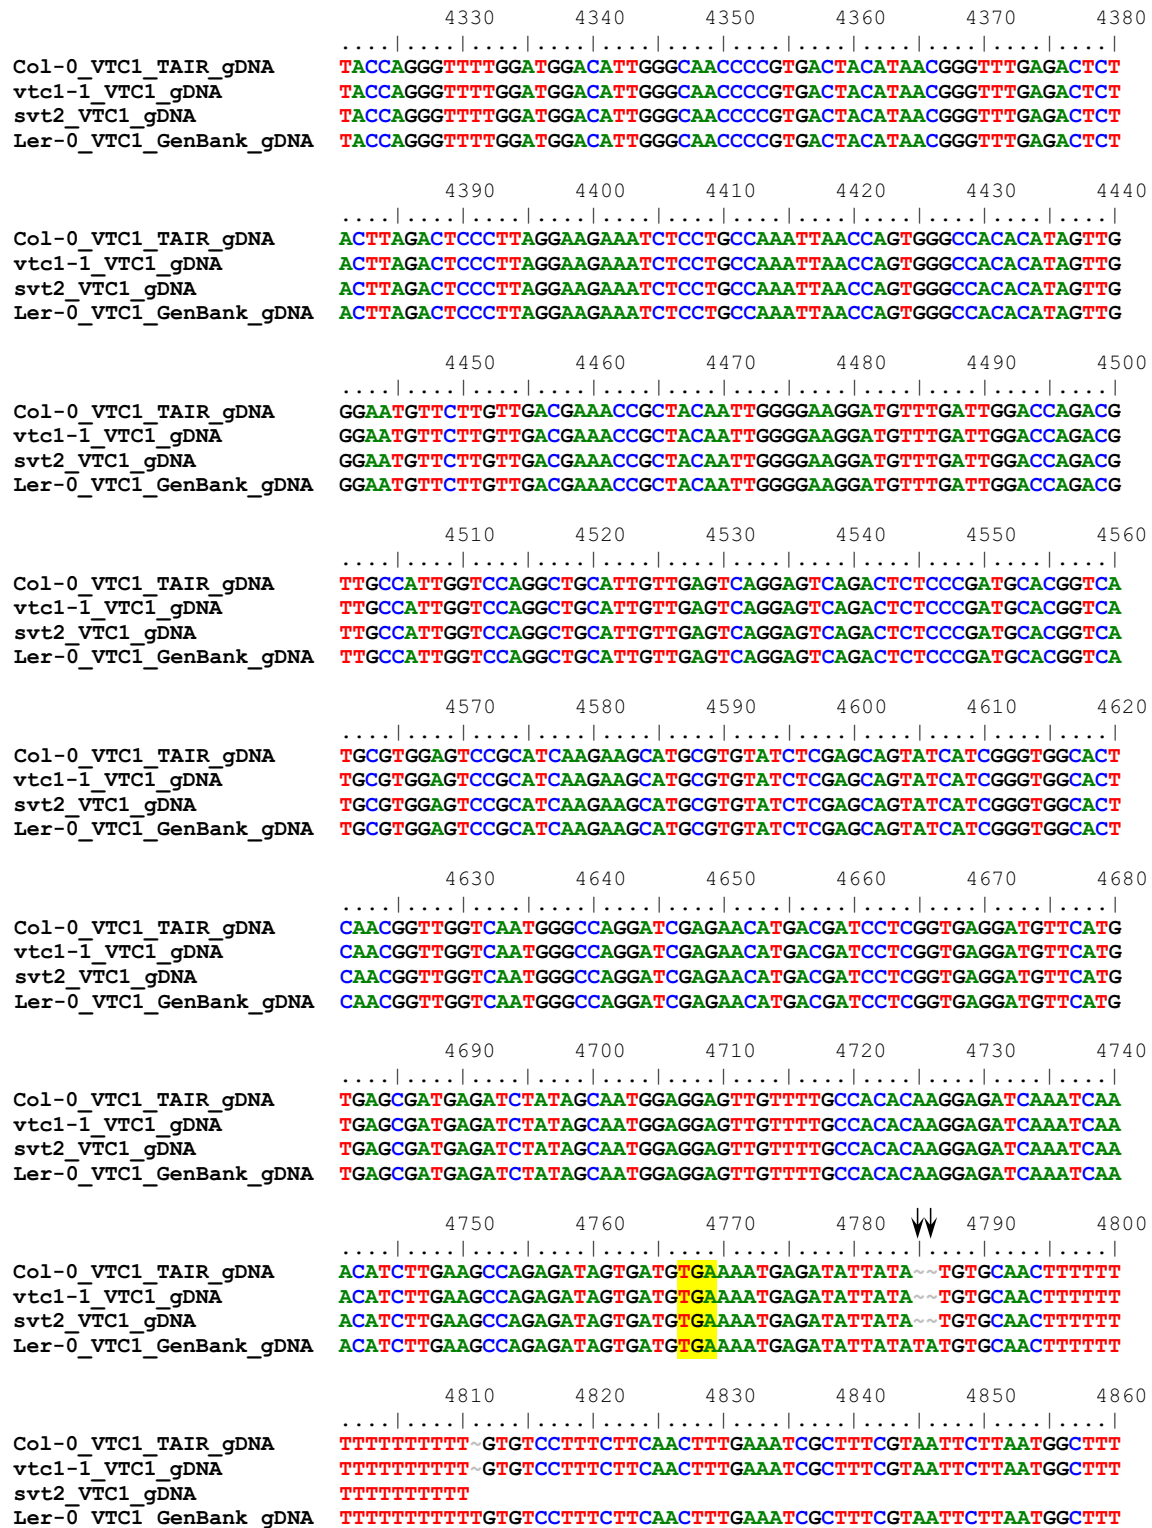 4330 4340 4350 4360 4370 4380
....|....|....|....|....|....|....|....|....|....|....|....|
Col-0_VTC1_TAIR_gDNA TACCAGGGTTTTGGATGGACATTGGGCAACCCCGTGACTACATAACGGGTTTGAGACTCT
vtc1-1_VTC1_gDNA TACCAGGGTTTTGGATGGACATTGGGCAACCCCGTGACTACATAACGGGTTTGAGACTCT
svt2_VTC1_gDNA TACCAGGGTTTTGGATGGACATTGGGCAACCCCGTGACTACATAACGGGTTTGAGACTCT
Ler-0_VTC1_GenBank_gDNA TACCAGGGTTTTGGATGGACATTGGGCAACCCCGTGACTACATAACGGGTTTGAGACTCT
4390 4400 4410 4420 4430 4440
....|....|....|....|....|....|....|....|....|....|....|....|
Col-0_VTC1_TAIR_gDNA ACTTAGACTCCCTTAGGAAGAAATCTCCTGCCAAATTAACCAGTGGGCCACACATAGTTG
vtc1-1_VTC1_gDNA ACTTAGACTCCCTTAGGAAGAAATCTCCTGCCAAATTAACCAGTGGGCCACACATAGTTG
svt2_VTC1_gDNA ACTTAGACTCCCTTAGGAAGAAATCTCCTGCCAAATTAACCAGTGGGCCACACATAGTTG
Ler-0_VTC1_GenBank_gDNA ACTTAGACTCCCTTAGGAAGAAATCTCCTGCCAAATTAACCAGTGGGCCACACATAGTTG
4450 4460 4470 4480 4490 4500
....|....|....|....|....|....|....|....|....|....|....|....|
Col-0_VTC1_TAIR_gDNA GGAATGTTCTTGTTGACGAAACCGCTACAATTGGGGAAGGATGTTTGATTGGACCAGACG
vtc1-1_VTC1_gDNA GGAATGTTCTTGTTGACGAAACCGCTACAATTGGGGAAGGATGTTTGATTGGACCAGACG
svt2_VTC1_gDNA GGAATGTTCTTGTTGACGAAACCGCTACAATTGGGGAAGGATGTTTGATTGGACCAGACG
Ler-0_VTC1_GenBank_gDNA GGAATGTTCTTGTTGACGAAACCGCTACAATTGGGGAAGGATGTTTGATTGGACCAGACG
4510 4520 4530 4540 4550 4560
....|....|....|....|....|....|....|....|....|....|....|....|
Col-0_VTC1_TAIR_gDNA TTGCCATTGGTCCAGGCTGCATTGTTGAGTCAGGAGTCAGACTCTCCCGATGCACGGTCA
vtc1-1_VTC1_gDNA TTGCCATTGGTCCAGGCTGCATTGTTGAGTCAGGAGTCAGACTCTCCCGATGCACGGTCA
svt2_VTC1_gDNA TTGCCATTGGTCCAGGCTGCATTGTTGAGTCAGGAGTCAGACTCTCCCGATGCACGGTCA
Ler-0_VTC1_GenBank_gDNA TTGCCATTGGTCCAGGCTGCATTGTTGAGTCAGGAGTCAGACTCTCCCGATGCACGGTCA
4570 4580 4590 4600 4610 4620
....|....|....|....|....|....|....|....|....|....|....|....|
Col-0_VTC1_TAIR_gDNA TGCGTGGAGTCCGCATCAAGAAGCATGCGTGTATCTCGAGCAGTATCATCGGGTGGCACT
vtc1-1_VTC1_gDNA TGCGTGGAGTCCGCATCAAGAAGCATGCGTGTATCTCGAGCAGTATCATCGGGTGGCACT
svt2_VTC1_gDNA TGCGTGGAGTCCGCATCAAGAAGCATGCGTGTATCTCGAGCAGTATCATCGGGTGGCACT
Ler-0_VTC1_GenBank_gDNA TGCGTGGAGTCCGCATCAAGAAGCATGCGTGTATCTCGAGCAGTATCATCGGGTGGCACT
4630 4640 4650 4660 4670 4680
....|....|....|....|....|....|....|....|....|....|....|....|
Col-0_VTC1_TAIR_gDNA CAACGGTTGGTCAATGGGCCAGGATCGAGAACATGACGATCCTCGGTGAGGATGTTCATG
vtc1-1_VTC1_gDNA CAACGGTTGGTCAATGGGCCAGGATCGAGAACATGACGATCCTCGGTGAGGATGTTCATG
svt2_VTC1_gDNA CAACGGTTGGTCAATGGGCCAGGATCGAGAACATGACGATCCTCGGTGAGGATGTTCATG
Ler-0_VTC1_GenBank_gDNA CAACGGTTGGTCAATGGGCCAGGATCGAGAACATGACGATCCTCGGTGAGGATGTTCATG
4690 4700 4710 4720 4730 4740
....|....|....|....|....|....|....|....|....|....|....|....|
Col-0_VTC1_TAIR_gDNA TGAGCGATGAGATCTATAGCAATGGAGGAGTTGTTTTGCCACACAAGGAGATCAAATCAA
vtc1-1_VTC1_gDNA TGAGCGATGAGATCTATAGCAATGGAGGAGTTGTTTTGCCACACAAGGAGATCAAATCAA
svt2_VTC1_gDNA TGAGCGATGAGATCTATAGCAATGGAGGAGTTGTTTTGCCACACAAGGAGATCAAATCAA
Ler-0_VTC1_GenBank_gDNA TGAGCGATGAGATCTATAGCAATGGAGGAGTTGTTTTGCCACACAAGGAGATCAAATCAA
4750 4760 4770 4780 4790 4800
....|....|....|....|....|....|....|....|....|....|....|....|
Col-0_VTC1_TAIR_gDNA ACATCTTGAAGCCAGAGATAGTGATGTGAAAATGAGATATTATA~~TGTGCAACTTTTTT
vtc1-1_VTC1_gDNA ACATCTTGAAGCCAGAGATAGTGATGTGAAAATGAGATATTATA~~TGTGCAACTTTTTT
svt2_VTC1_gDNA ACATCTTGAAGCCAGAGATAGTGATGTGAAAATGAGATATTATA~~TGTGCAACTTTTTT
Ler-0_VTC1_GenBank_gDNA ACATCTTGAAGCCAGAGATAGTGATGTGAAAATGAGATATTATATATGTGCAACTTTTTT
4810 4820 4830 4840 4850 4860
....|....|....|....|....|....|....|....|....|....|....|....|
Col-0_VTC1_TAIR_gDNA TTTTTTTTTT~GTGTCCTTTCTTCAACTTTGAAATCGCTTTCGTAATTCTTAATGGCTTT
vtc1-1_VTC1_gDNA TTTTTTTTTT~GTGTCCTTTCTTCAACTTTGAAATCGCTTTCGTAATTCTTAATGGCTTT
svt2_VTC1_gDNA TTTTTTTTTT
Ler-0_VTC1_GenBank_gDNA TTTTTTTTTTTGTGTCCTTTCTTCAACTTTGAAATCGCTTTCGTAATTCTTAATGGCTTT